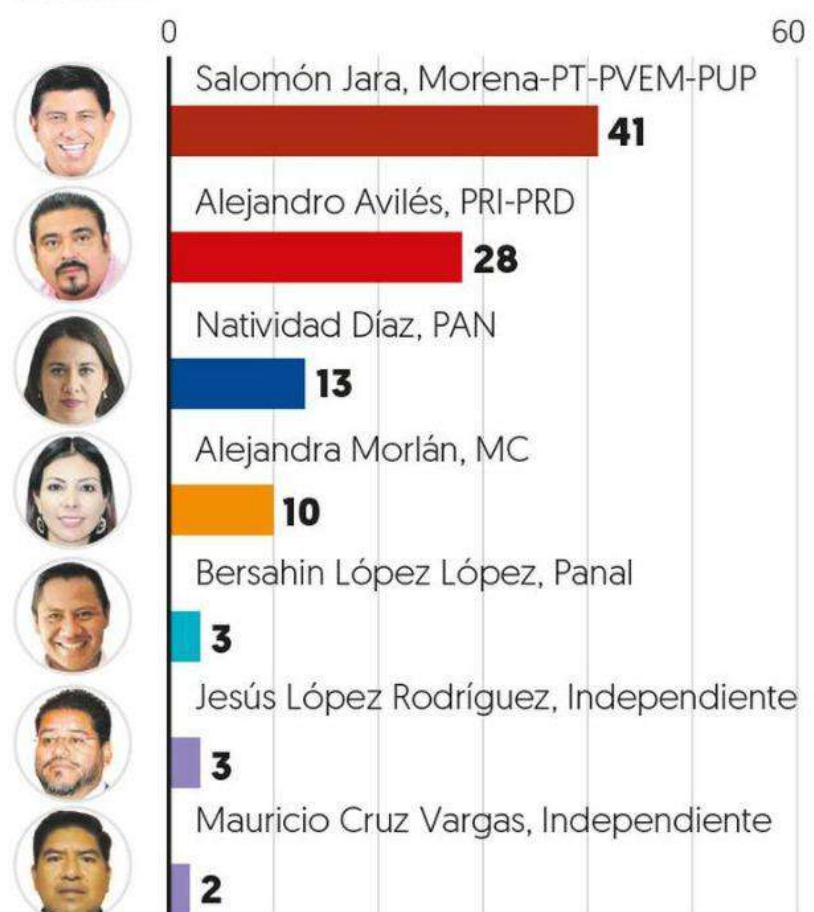 0 60
Salomón Jara, Morena-PT-PVEM-PUP
41
Alejandro Avilés, PRI-PRD
28
Natividad Díaz, PAN
13
Alejandra Morlán, MC
10
Bersahin López López, Panal
3
Jesús López Rodríguez, Independiente
3
Mauricio Cruz Vargas, Independiente
2